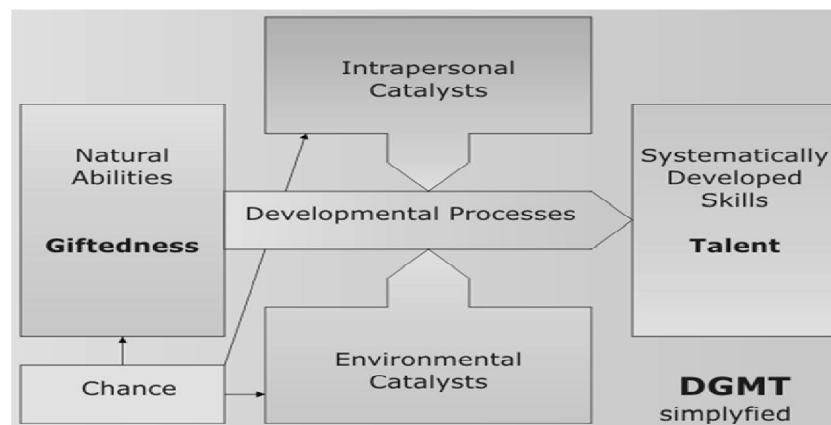 Intrapersonal
Catalysts
Natural
Abilities
Giftedness
Developmental Processes
Systematically
Developed
Skills
Talent
Chance
Environmental
Catalysts
DGMT
simplyfied